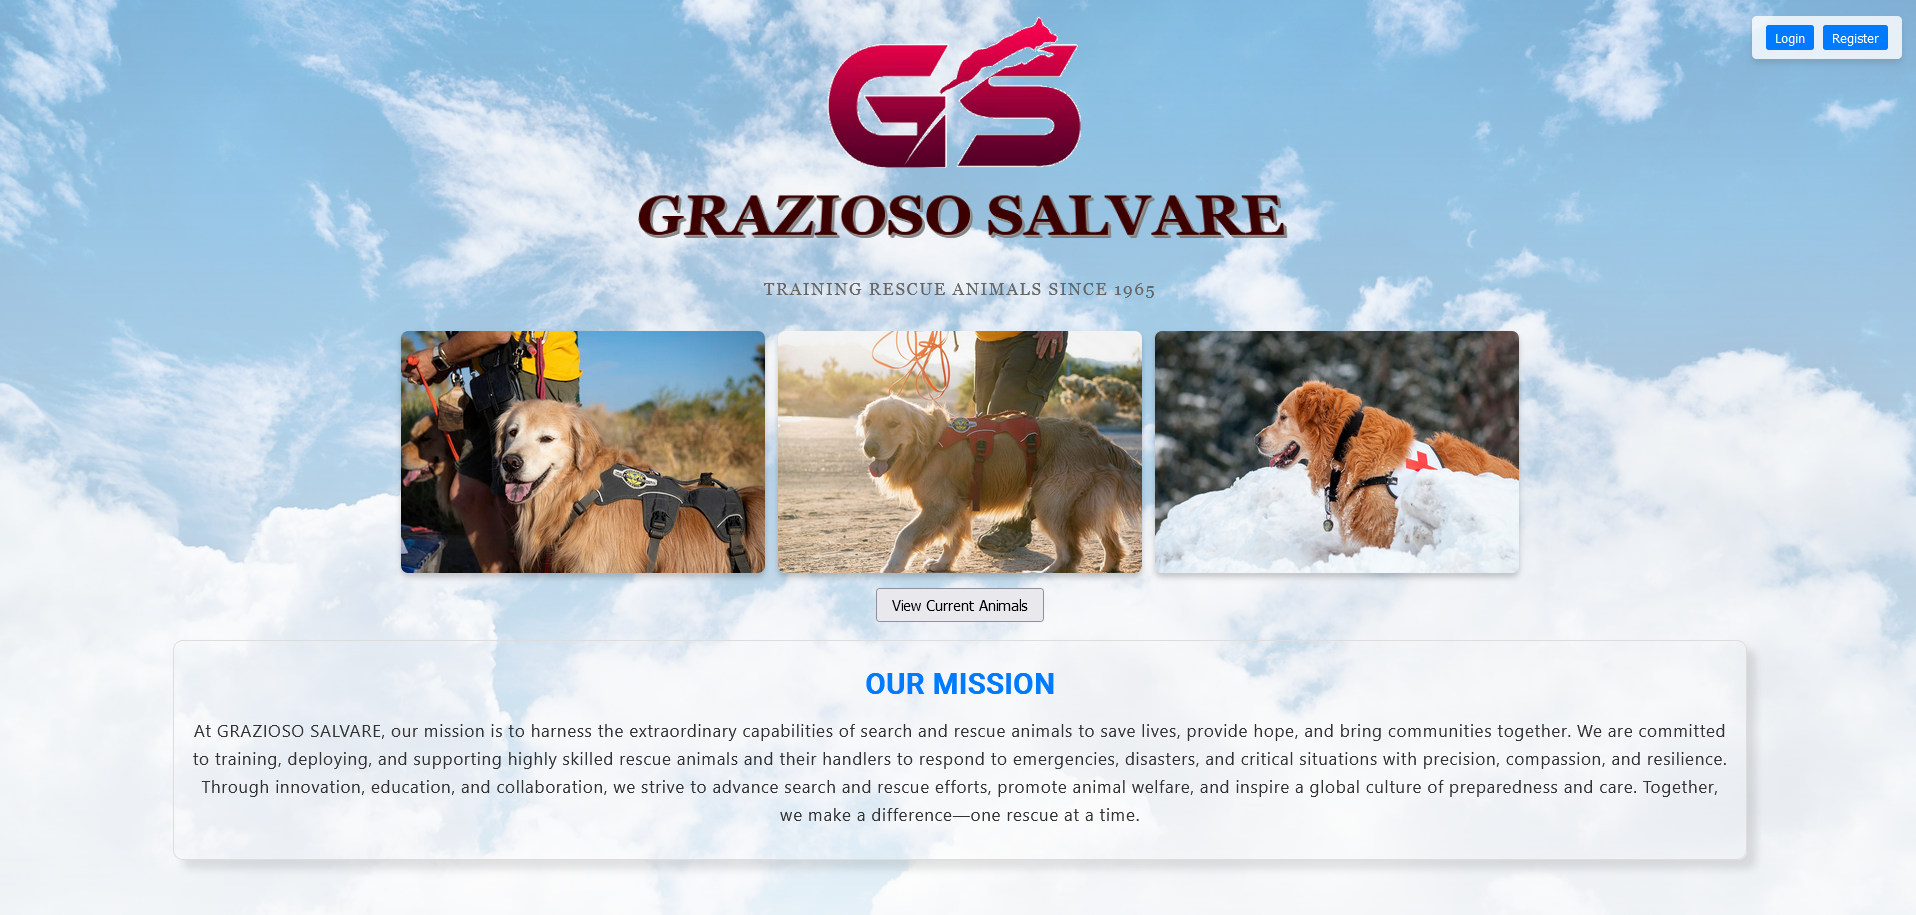 Login Register
GS
GRAZIOSO SALVARE
TRAINING RESCUE ANIMALS SINCE 1965
View Current Animals
OUR MISSION
At GRAZIOSO SALVARE, our mission is to harness the extraordinary capabilities of search and rescue animals to save lives, provide hope, and bring communities together. We are committed
to training, deploying, and supporting highly skilled rescue animals and their handlers to respond to emergencies, disasters, and critical situations with precision, compassion, and resilience.
Through innovation, education, and collaboration, we strive to advance search and rescue efforts, promote animal welfare, and inspire a global culture of preparedness and care. Together,
we make a difference—one rescue at a time.